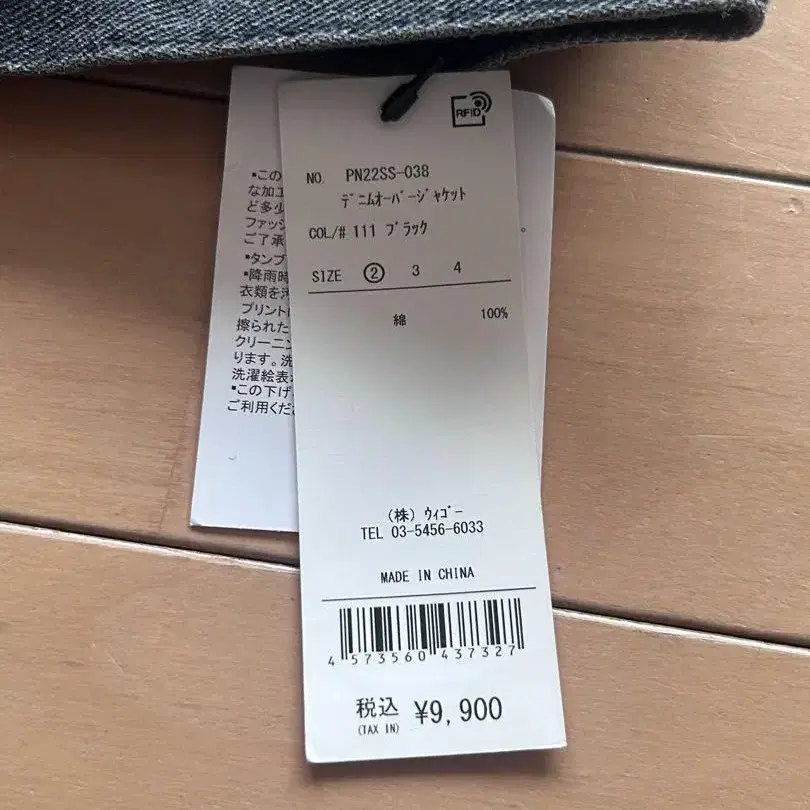 RFID
NO. PN22SS-038
ﾃﾞﾆﾑｵｰﾊﾞｰｼﾞｬｹｯﾄ
COL/# 111 ﾌﾞﾗｯｸ
SIZE ② 3 4
綿 100%
(株) ｳｨｺﾞｰ
TEL 03-5456-6033
MADE IN CHINA
4 573560 437327
税込 ¥9,900
(TAX IN)
•この
な加工
ど多少
ファッシ
ご了承
•タンブ
•降雨時
衣類を汚
プリント
擦られた
クリーニン
ります。洗
洗濯絵表
•この下げ
ご利用くだ